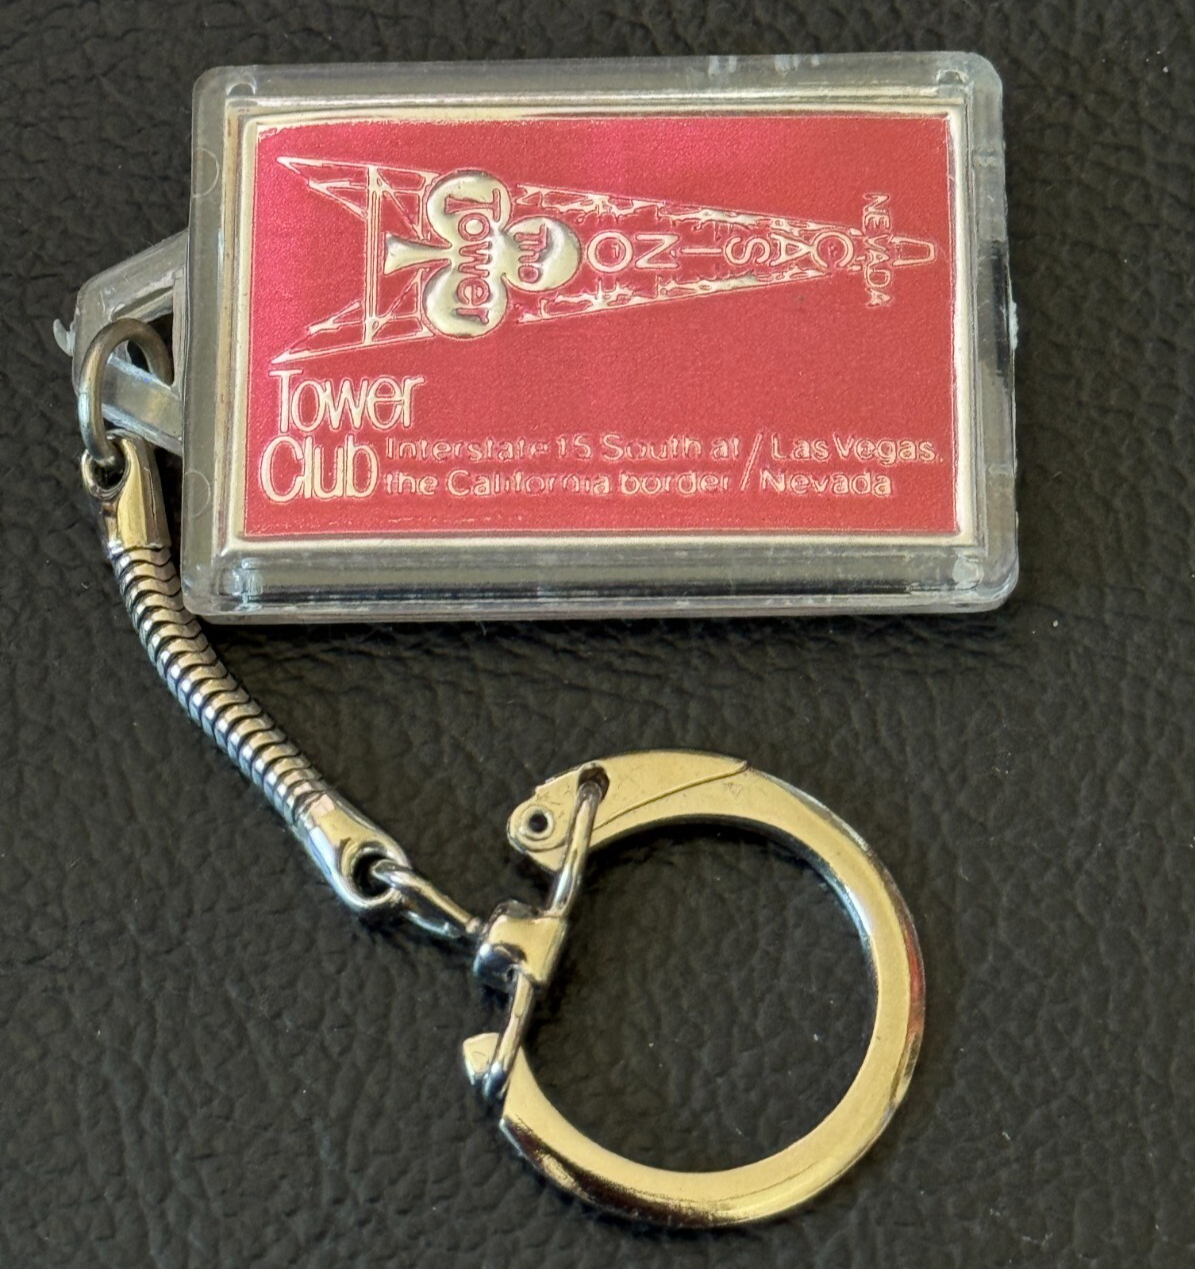 NEVADA
CASINO
The
Tower
Tower
Club
Interstate 15 South at / Las Vegas,
the California border / Nevada